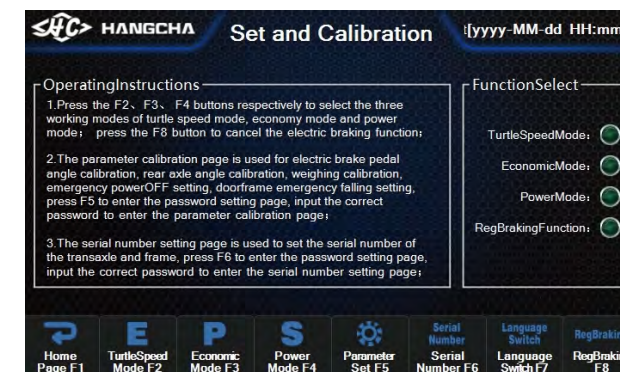 HC HANGCHA
Set and Calibration
t[yyyy-MM-dd HH:mm
OperatingInstructions
1.Press the F2、F3、 F4 buttons respectively to select the three
working modes of turtle speed mode, economy mode and power
mode； press the F8 button to cancel the electric braking function；
2.The parameter calibration page is used for electric brake pedal
angle calibration, rear axle angle calibration, weighing calibration,
emergency powerOFF setting, doorframe emergency falling setting,
press F5 to enter the password setting page, input the correct
password to enter the parameter calibration page；
3.The serial number setting page is used to set the serial number of
the transaxle and frame, press F6 to enter the password setting page,
input the correct password to enter the serial number setting page；
FunctionSelect
TurtleSpeedMode：
EconomicMode：
PowerMode：
RegBrakingFunction：
Home
Page F1
E
TurtleSpeed
Mode F2
P
Economic
Mode F3
S
Power
Mode F4
Parameter
Set F5
Serial
Number
Serial
Number F6
Language
Switch
Language
Switch F7
RegBrakin
RegBrakin
F8